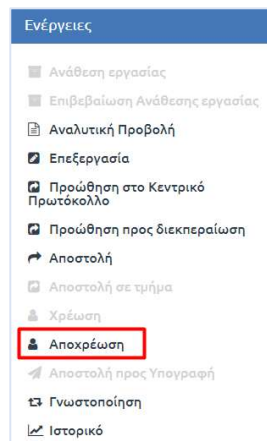 Ενέργειες
Ανάθεση εργασίας
Επιβεβαίωση Ανάθεσης εργασίας
Αναλυτική Προβολή
Επεξεργασία
Προώθηση στο Κεντρικό
Πρωτόκολλο
Προώθηση προς διεκπεραίωση
Αποστολή
Αποστολή σε τμήμα
Χρέωση
Αποχρέωση
Αποστολή προς Υπογραφή
Γνωστοποίηση
Ιστορικό